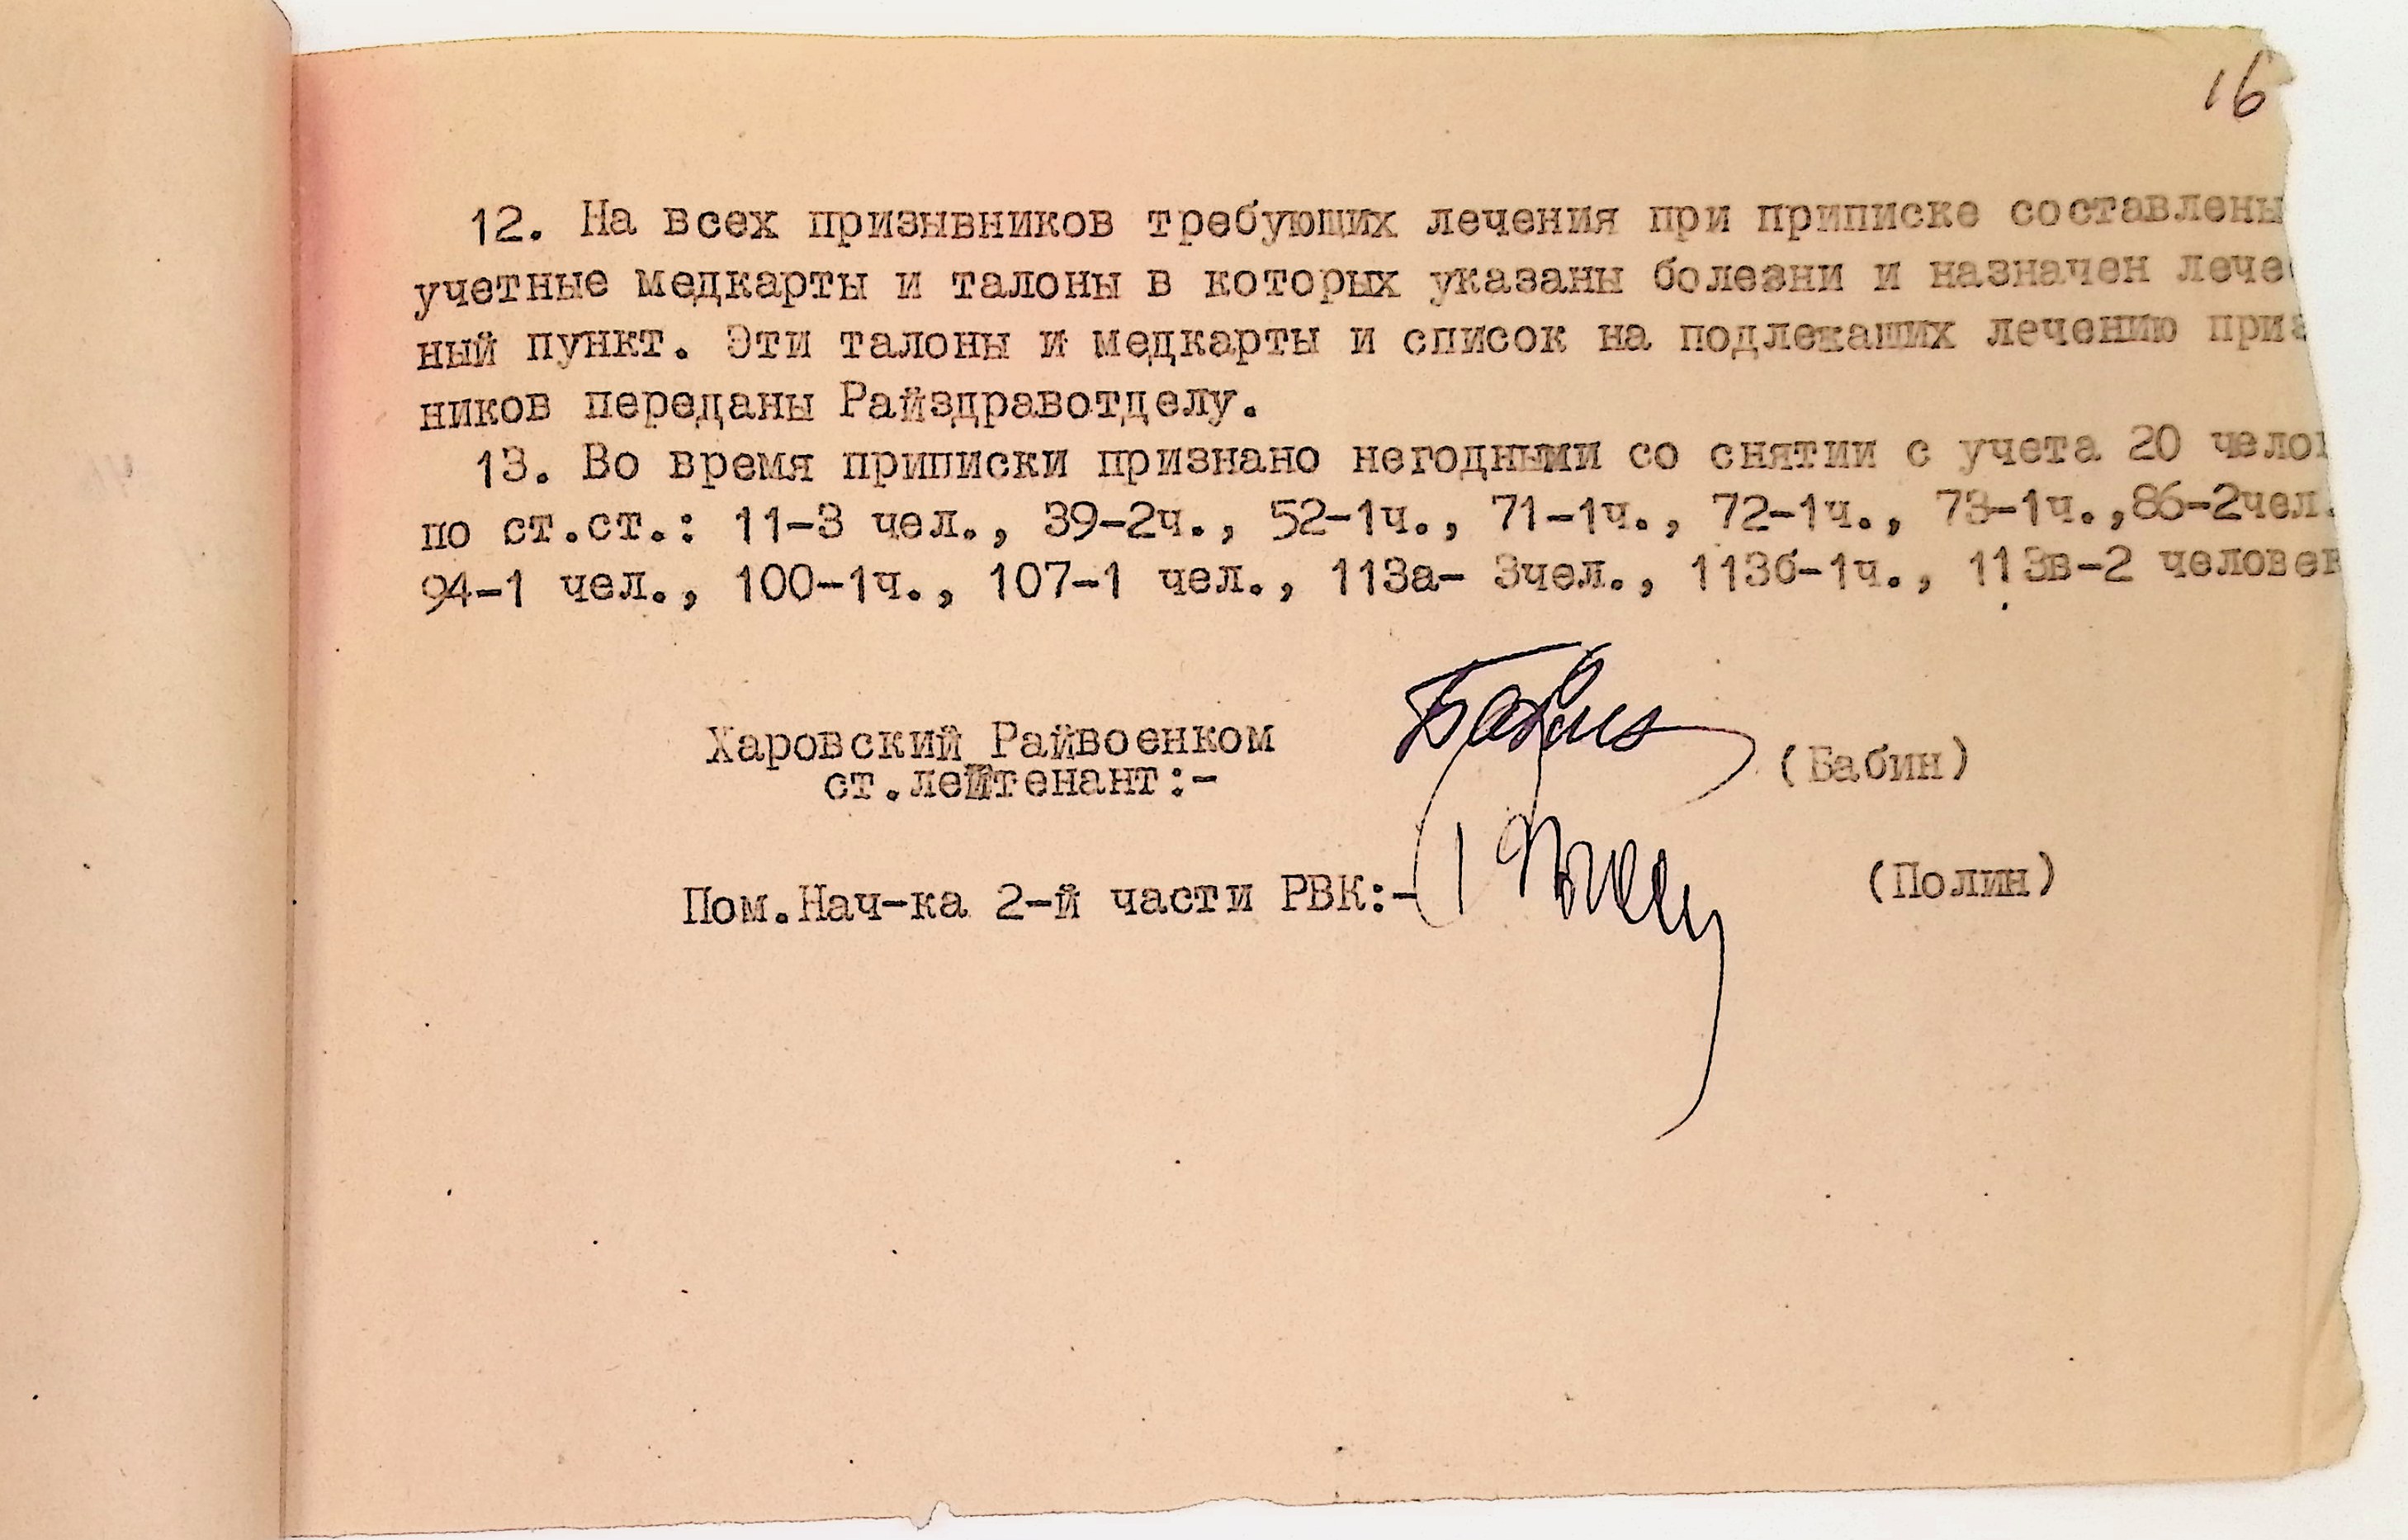 16
12. На всех призывников требующих лечения при приписке составлены
учетные медкарты и талоны в которых указаны болезни и назначен лече
ный пункт. Эти талоны и медкарты и список на подлежащих лечению приз
ников переданы Райздравотделу.
13. Во время приписки признано негодными со снятии с учета 20 чело
по ст.ст.: 11-3 чел., 39-2ч., 52-1ч., 71-1ч., 72-1ч., 73-1ч.,86-2чел.
94-1 чел., 100-1ч., 107-1 чел., 113а- 3чел., 113б-1ч., 113в-2 человек
Харовский Райвоенком
ст.лейтенант:-
Бабин
(Бабин)
Пом.Нач-ка 2-й части РВК:-
(Полин)